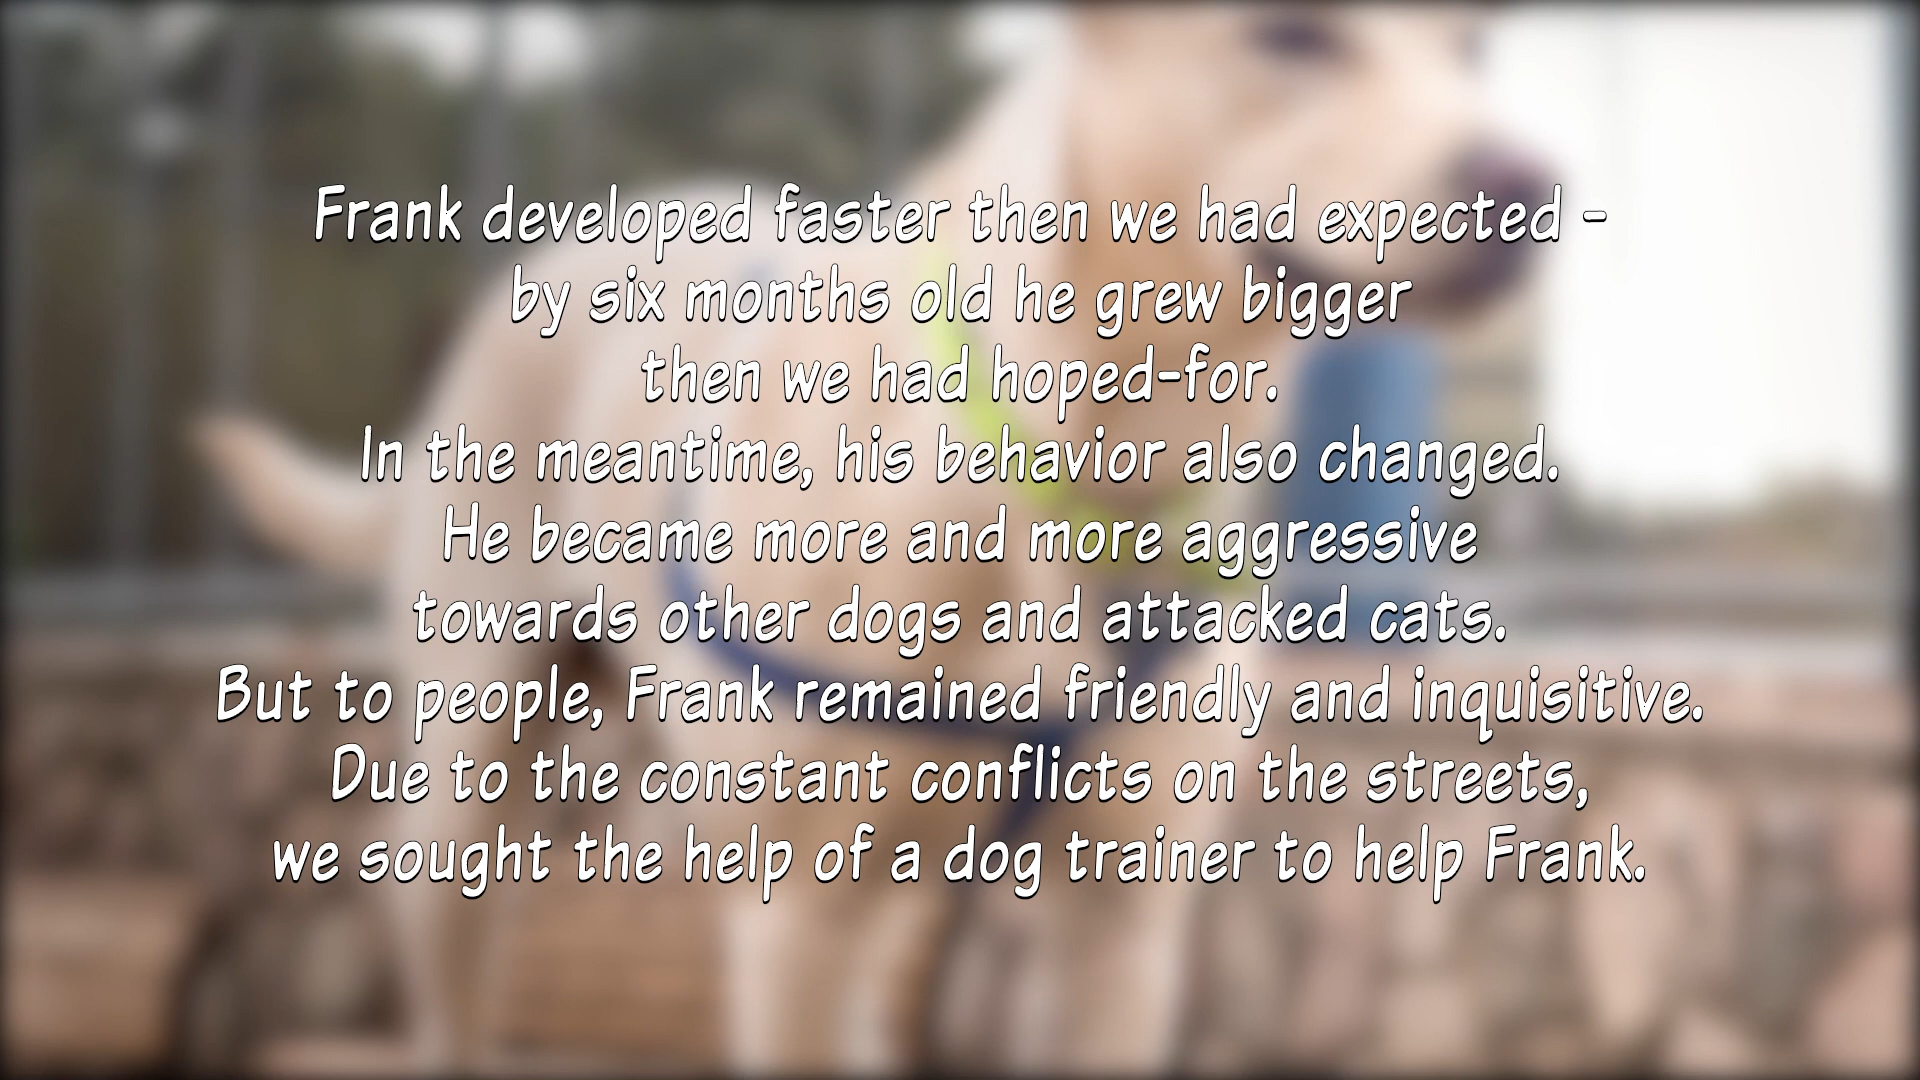 Frank developed faster then we had expected -
by six months old he grew bigger
then we had hoped-for.
In the meantime, his behavior also changed.
He became more and more aggressive
towards other dogs and attacked cats.
But to people, Frank remained friendly and inquisitive.
Due to the constant conflicts on the streets,
we sought the help of a dog trainer to help Frank.